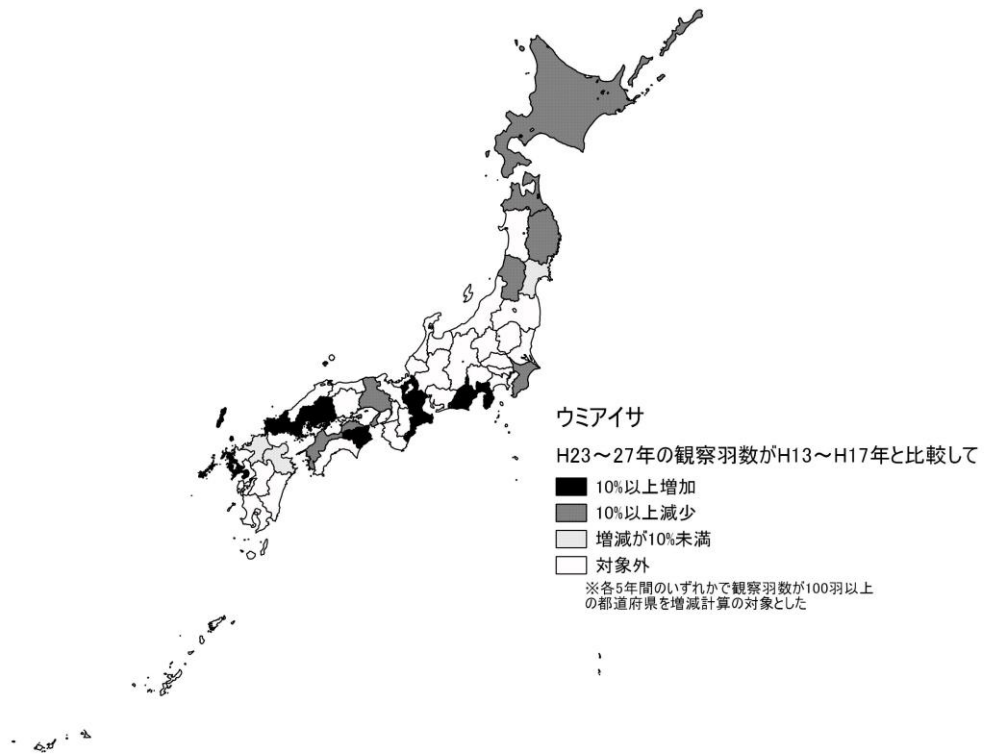 ウミアイサ
H23～27年の観察羽数がH13～H17年と比較して
10%以上増加
10%以上減少
増減が10%未満
対象外
※各5年間のいずれかで観察羽数が100羽以上
の都道府県を増減計算の対象とした